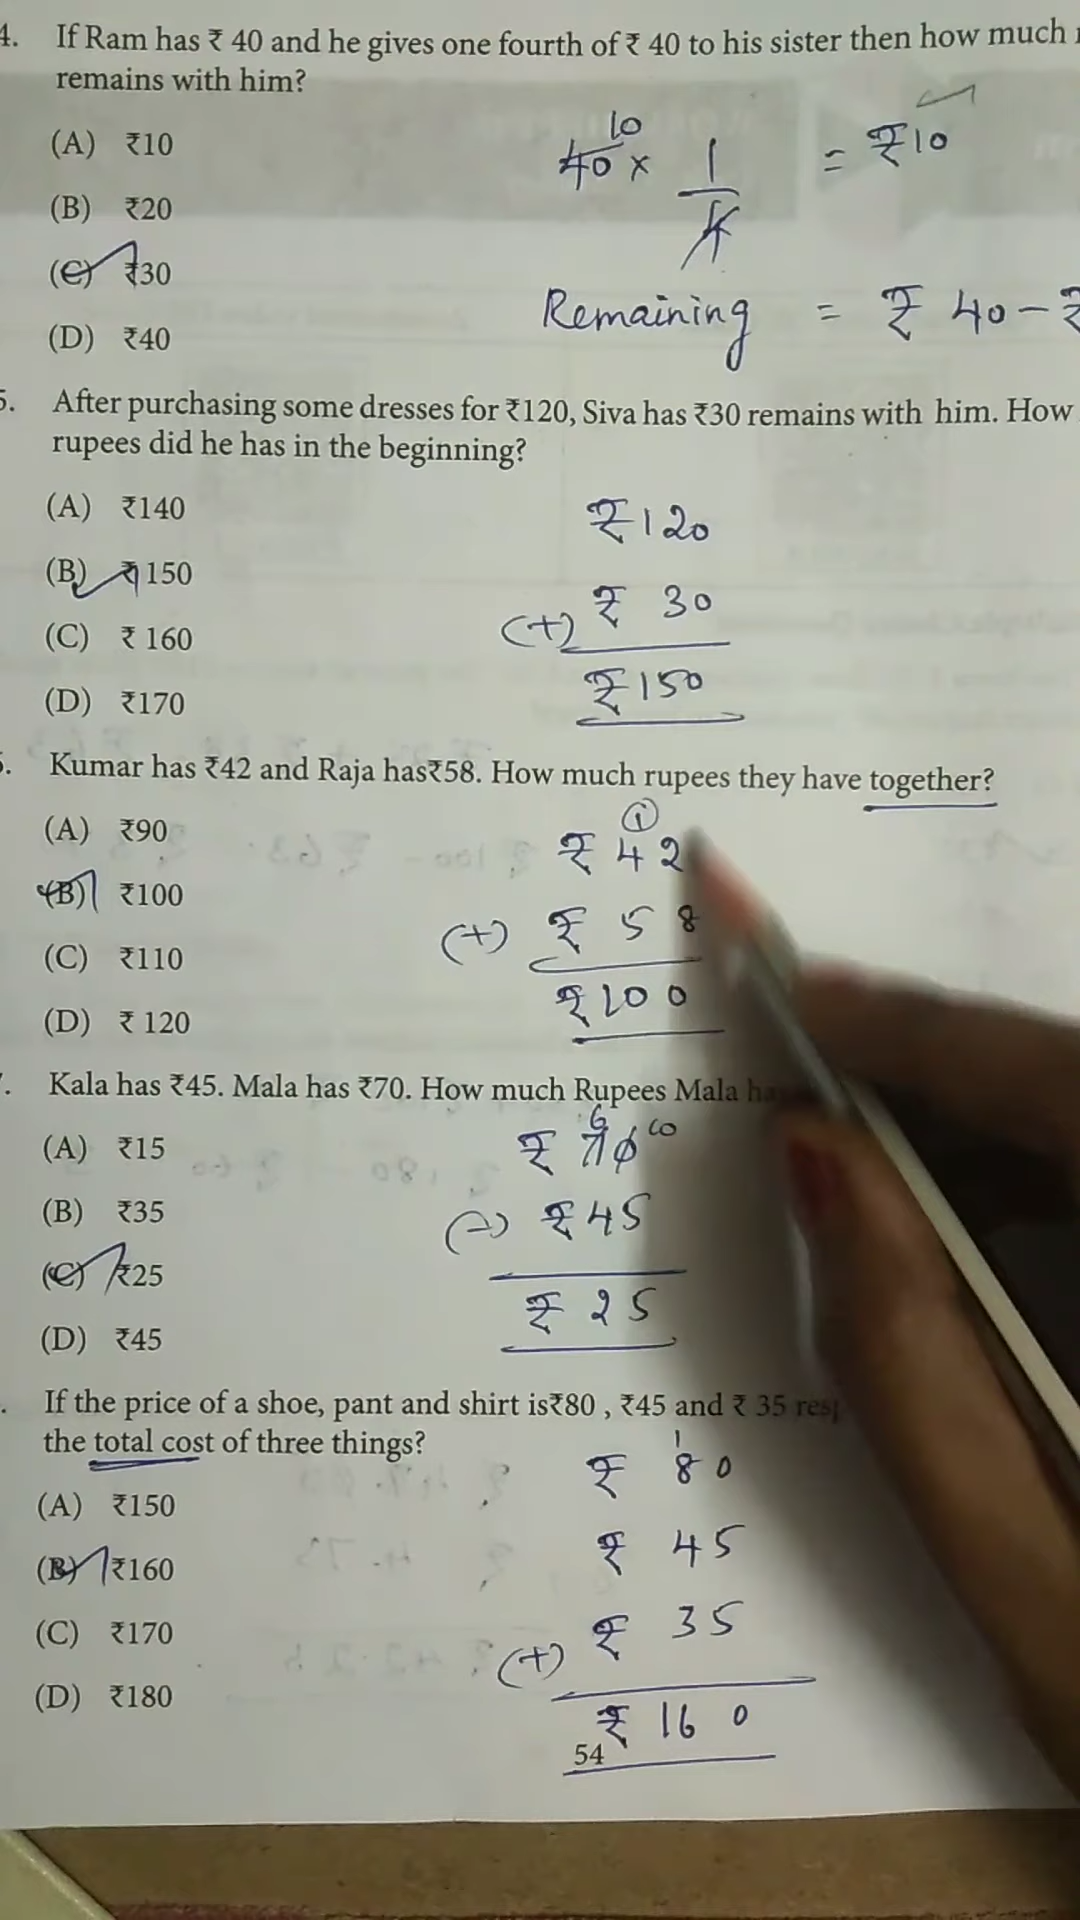 4. If Ram has ₹ 40 and he gives one fourth of ₹ 40 to his sister then how much
remains with him?
(A) ₹10
(B) ₹20
(C) ₹30
(D) ₹40
10
40 × 1/4 = ₹10
Remaining = ₹ 40 − ₹
5. After purchasing some dresses for ₹120, Siva has ₹30 remains with him. How
rupees did he has in the beginning?
(A) ₹140
(B) ₹150
(C) ₹ 160
(D) ₹170
₹120
(+) ₹ 30
₹150
Kumar has ₹42 and Raja has₹58. How much rupees they have together?
(A) ₹90
(B) ₹100
(C) ₹110
(D) ₹ 120
1
₹ 42
(+) ₹ 58
₹100
Kala has ₹45. Mala has ₹70. How much Rupees Mala
(A) ₹15
(B) ₹35
(C) ₹25
(D) ₹45
6 10
₹ 70
(-) ₹45
₹ 25
If the price of a shoe, pant and shirt is₹80 , ₹45 and ₹ 35
the total cost of three things?
(A) ₹150
(B) ₹160
(C) ₹170
(D) ₹180
1
₹ 80
₹ 45
(+) ₹ 35
₹ 160
54